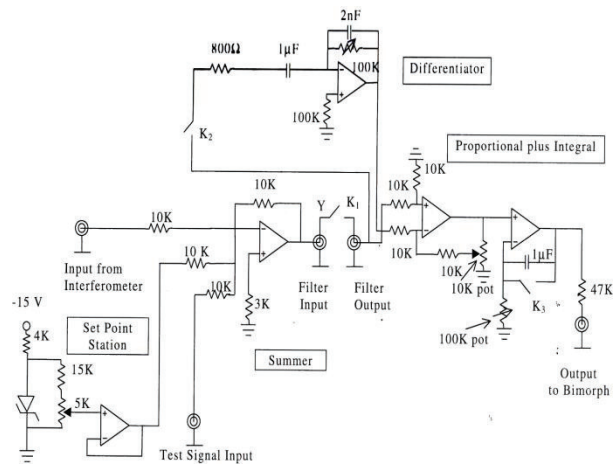 2nF
1μF
800Ω
100K
100K
Differentiator
K2
Proportional plus Integral
10K
10K
10K
Y
K1
10K
10K
Input from
Interferometer
10 K
10K
3K
Filter
Input
Filter
Output
10K
10K pot
1μF
K3
100K pot
47K
Output
to Bimorph
-15 V
4K
Set Point
Station
15K
5K
Summer
Test Signal Input